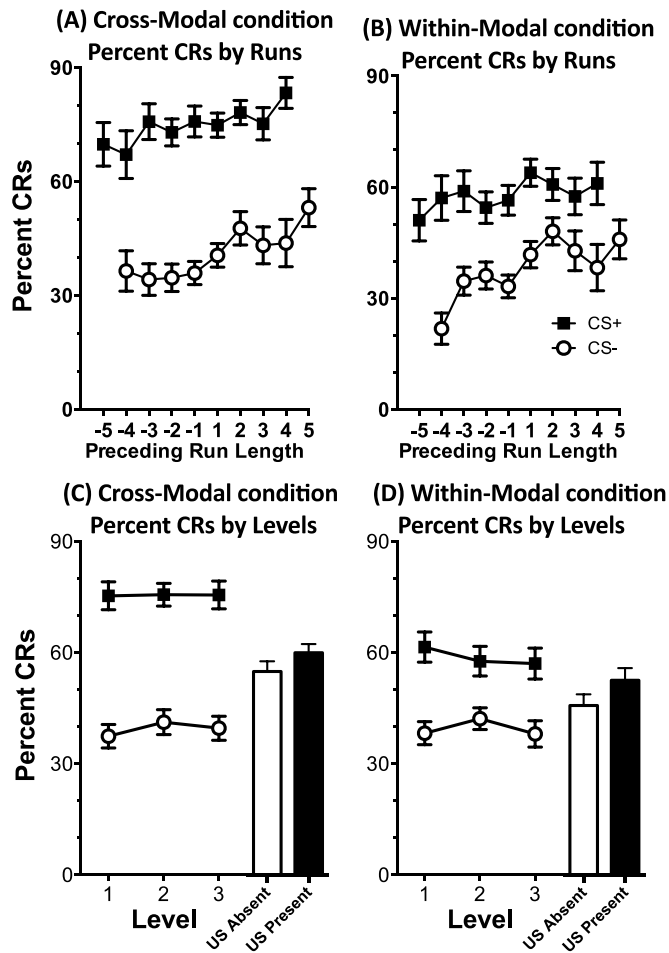 (A) Cross-Modal condition
Percent CRs by Runs
90
60
30
0
Percent CRs
-5 -4 -3 -2 -1 1 2 3 4 5
Preceding Run Length
(B) Within-Modal condition
Percent CRs by Runs
90
60
30
0
CS+
CS-
-5 -4 -3 -2 -1 1 2 3 4 5
Preceding Run Length
(C) Cross-Modal condition
Percent CRs by Levels
90
60
30
0
Percent CRs
1 2 3
Level
US Absent
US Present
(D) Within-Modal condition
Percent CRs by Levels
90
60
30
0
1 2 3
Level
US Absent
US Present